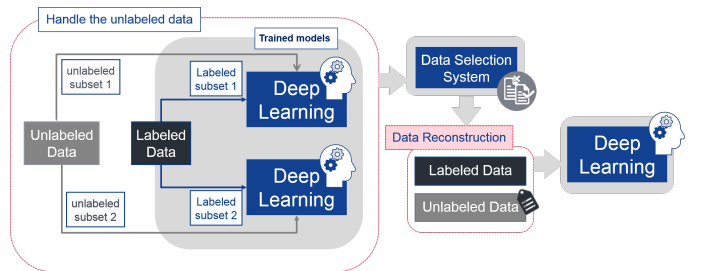 Handle the unlabeled data
Trained models
unlabeled
subset 1
Labeled
subset 1
Deep
Learning
Unlabeled
Data
Labeled
Data
unlabeled
subset 2
Labeled
subset 2
Deep
Learning
Data Selection
System
Data Reconstruction
Labeled Data
Unlabeled Data
Deep
Learning